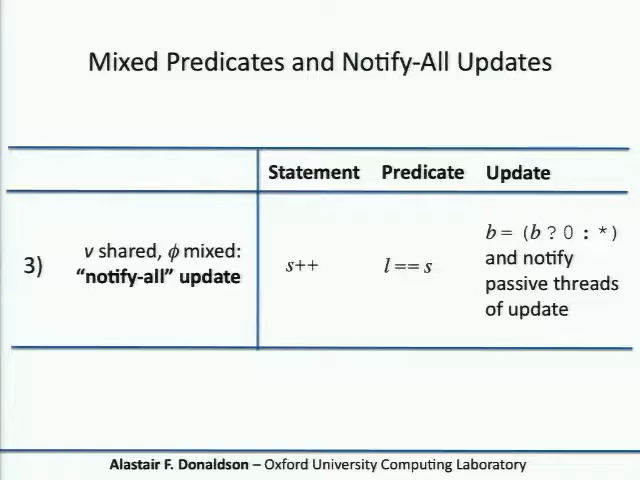 Mixed Predicates and Notify-All Updates
Statement Predicate Update
3) v shared, ϕ mixed: "notify-all" update
s++
l == s
b = (b ? 0 : *)
and notify
passive threads
of update
Alastair F. Donaldson – Oxford University Computing Laboratory